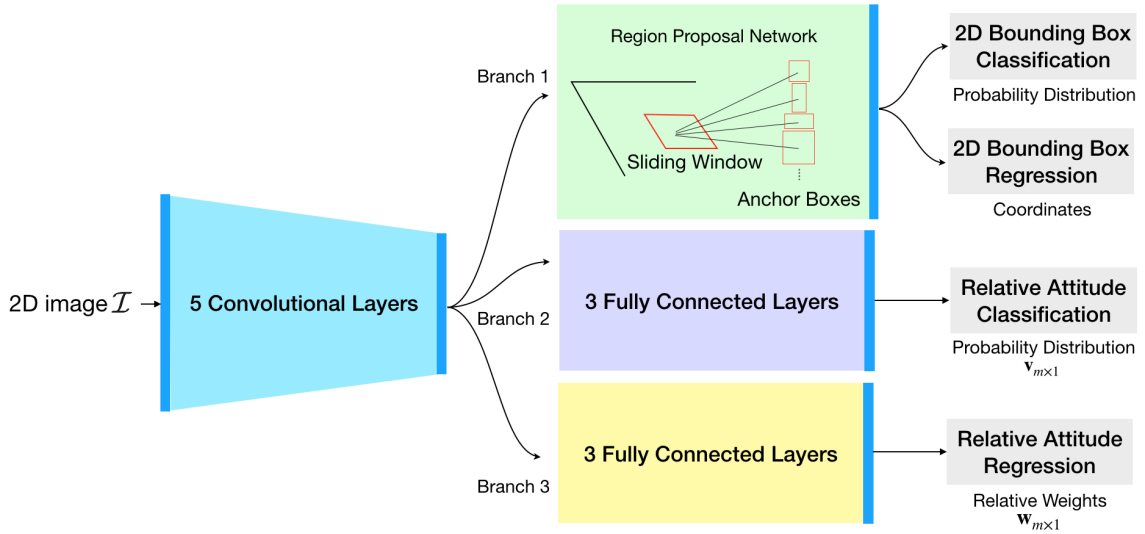 2D image ℐ
5 Convolutional Layers
Branch 1
Region Proposal Network
Sliding Window
Anchor Boxes
2D Bounding Box
Classification
Probability Distribution
2D Bounding Box
Regression
Coordinates
Branch 2
3 Fully Connected Layers
Relative Attitude
Classification
Probability Distribution
v_{m×1}
Branch 3
3 Fully Connected Layers
Relative Attitude
Regression
Relative Weights
w_{m×1}